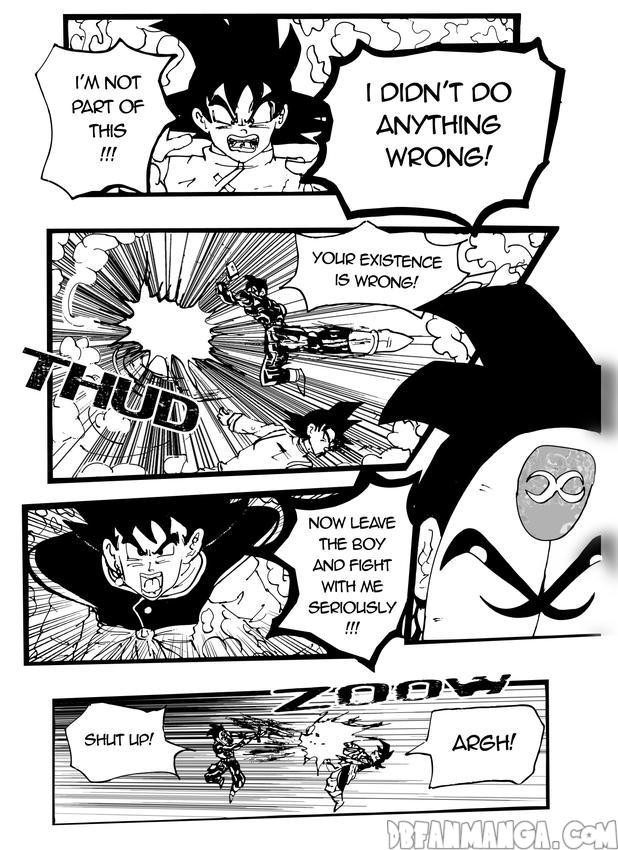 I'M NOT
PART OF
THIS
!!!
I DIDN'T DO
ANYTHING
WRONG!
YOUR EXISTENCE
IS WRONG!
THUD
NOW LEAVE
THE BOY
AND FIGHT
WITH ME
SERIOUSLY
!!!
ZOOW
SHUT UP!
ARGH!
DBFANMANGA.COM